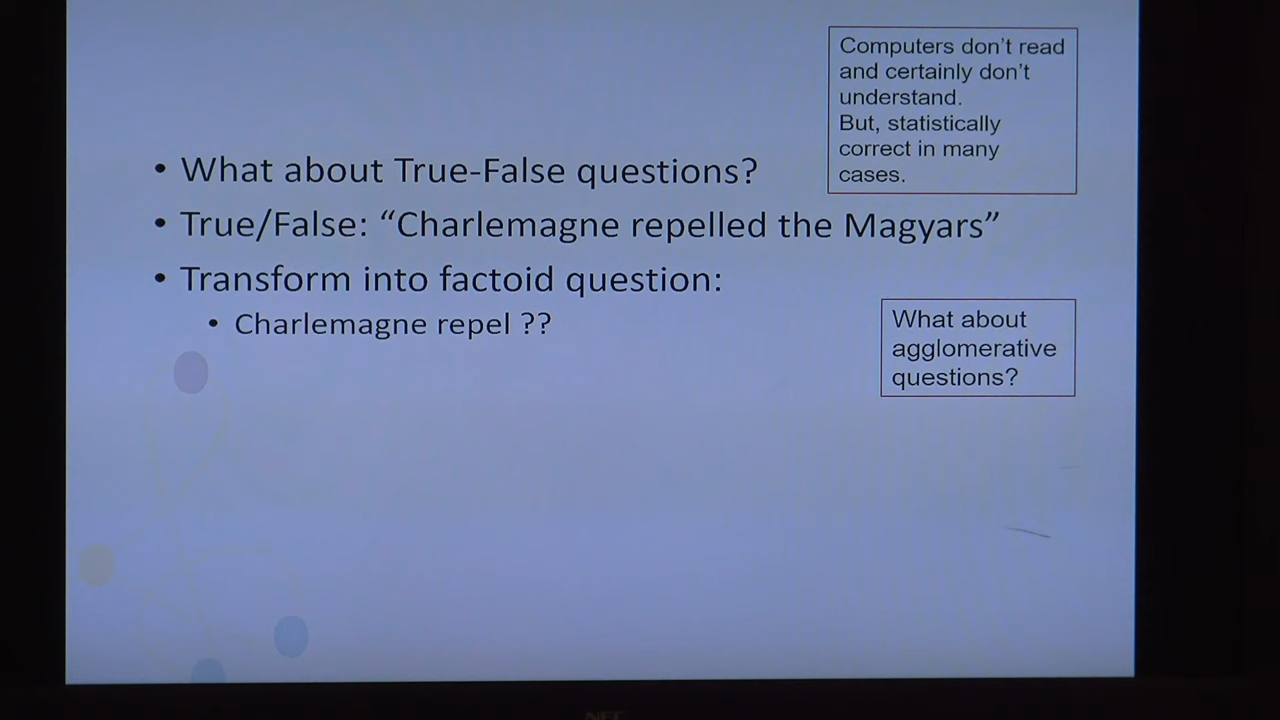 Computers don’t read
and certainly don’t
understand.
But, statistically
correct in many
cases.
• What about True-False questions?
• True/False: “Charlemagne repelled the Magyars”
• Transform into factoid question:
• Charlemagne repel ??
What about
agglomerative
questions?
NEC